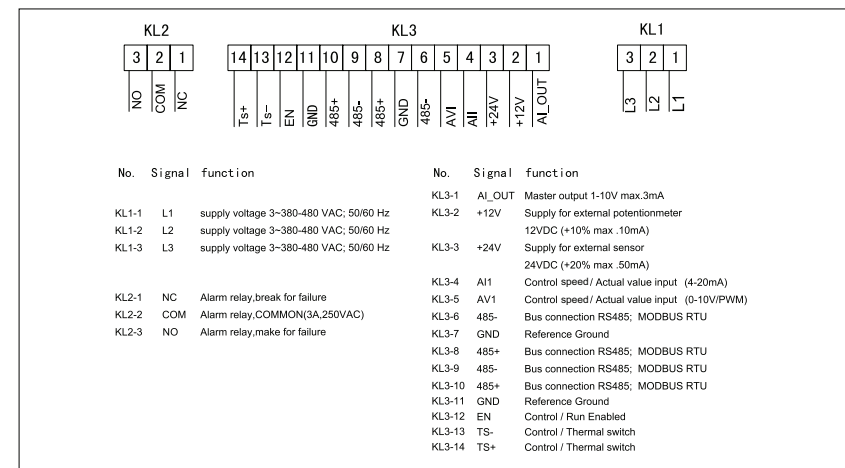 KL2 KL3 KL1
3 2 1 14 13 12 11 10 9 8 7 6 5 4 3 2 1 3 2 1
NO COM NC Ts+ Ts- EN GND 485+ 485- 485+ GND 485- AVI AII +24V +12V AI_OUT L3 L2 L1
No. Signal function
KL1-1 L1 supply voltage 3~380-480 VAC; 50/60 Hz
KL1-2 L2 supply voltage 3~380-480 VAC; 50/60 Hz
KL1-3 L3 supply voltage 3~380-480 VAC; 50/60 Hz
KL2-1 NC Alarm relay,break for failure
KL2-2 COM Alarm relay,COMMON(3A,250VAC)
KL2-3 NO Alarm relay,make for failure
No. Signal function
KL3-1 AI_OUT Master output 1-10V max.3mA
KL3-2 +12V Supply for external potentionmeter
12VDC (+10% max .10mA)
KL3-3 +24V Supply for external sensor
24VDC (+20% max .50mA)
KL3-4 AI1 Control speed/ Actual value input (4-20mA)
KL3-5 AV1 Control speed/ Actual value input (0-10V/PWM)
KL3-6 485- Bus connection RS485; MODBUS RTU
KL3-7 GND Reference Ground
KL3-8 485+ Bus connection RS485; MODBUS RTU
KL3-9 485- Bus connection RS485; MODBUS RTU
KL3-10 485+ Bus connection RS485; MODBUS RTU
KL3-11 GND Reference Ground
KL3-12 EN Control / Run Enabled
KL3-13 TS- Control / Thermal switch
KL3-14 TS+ Control / Thermal switch